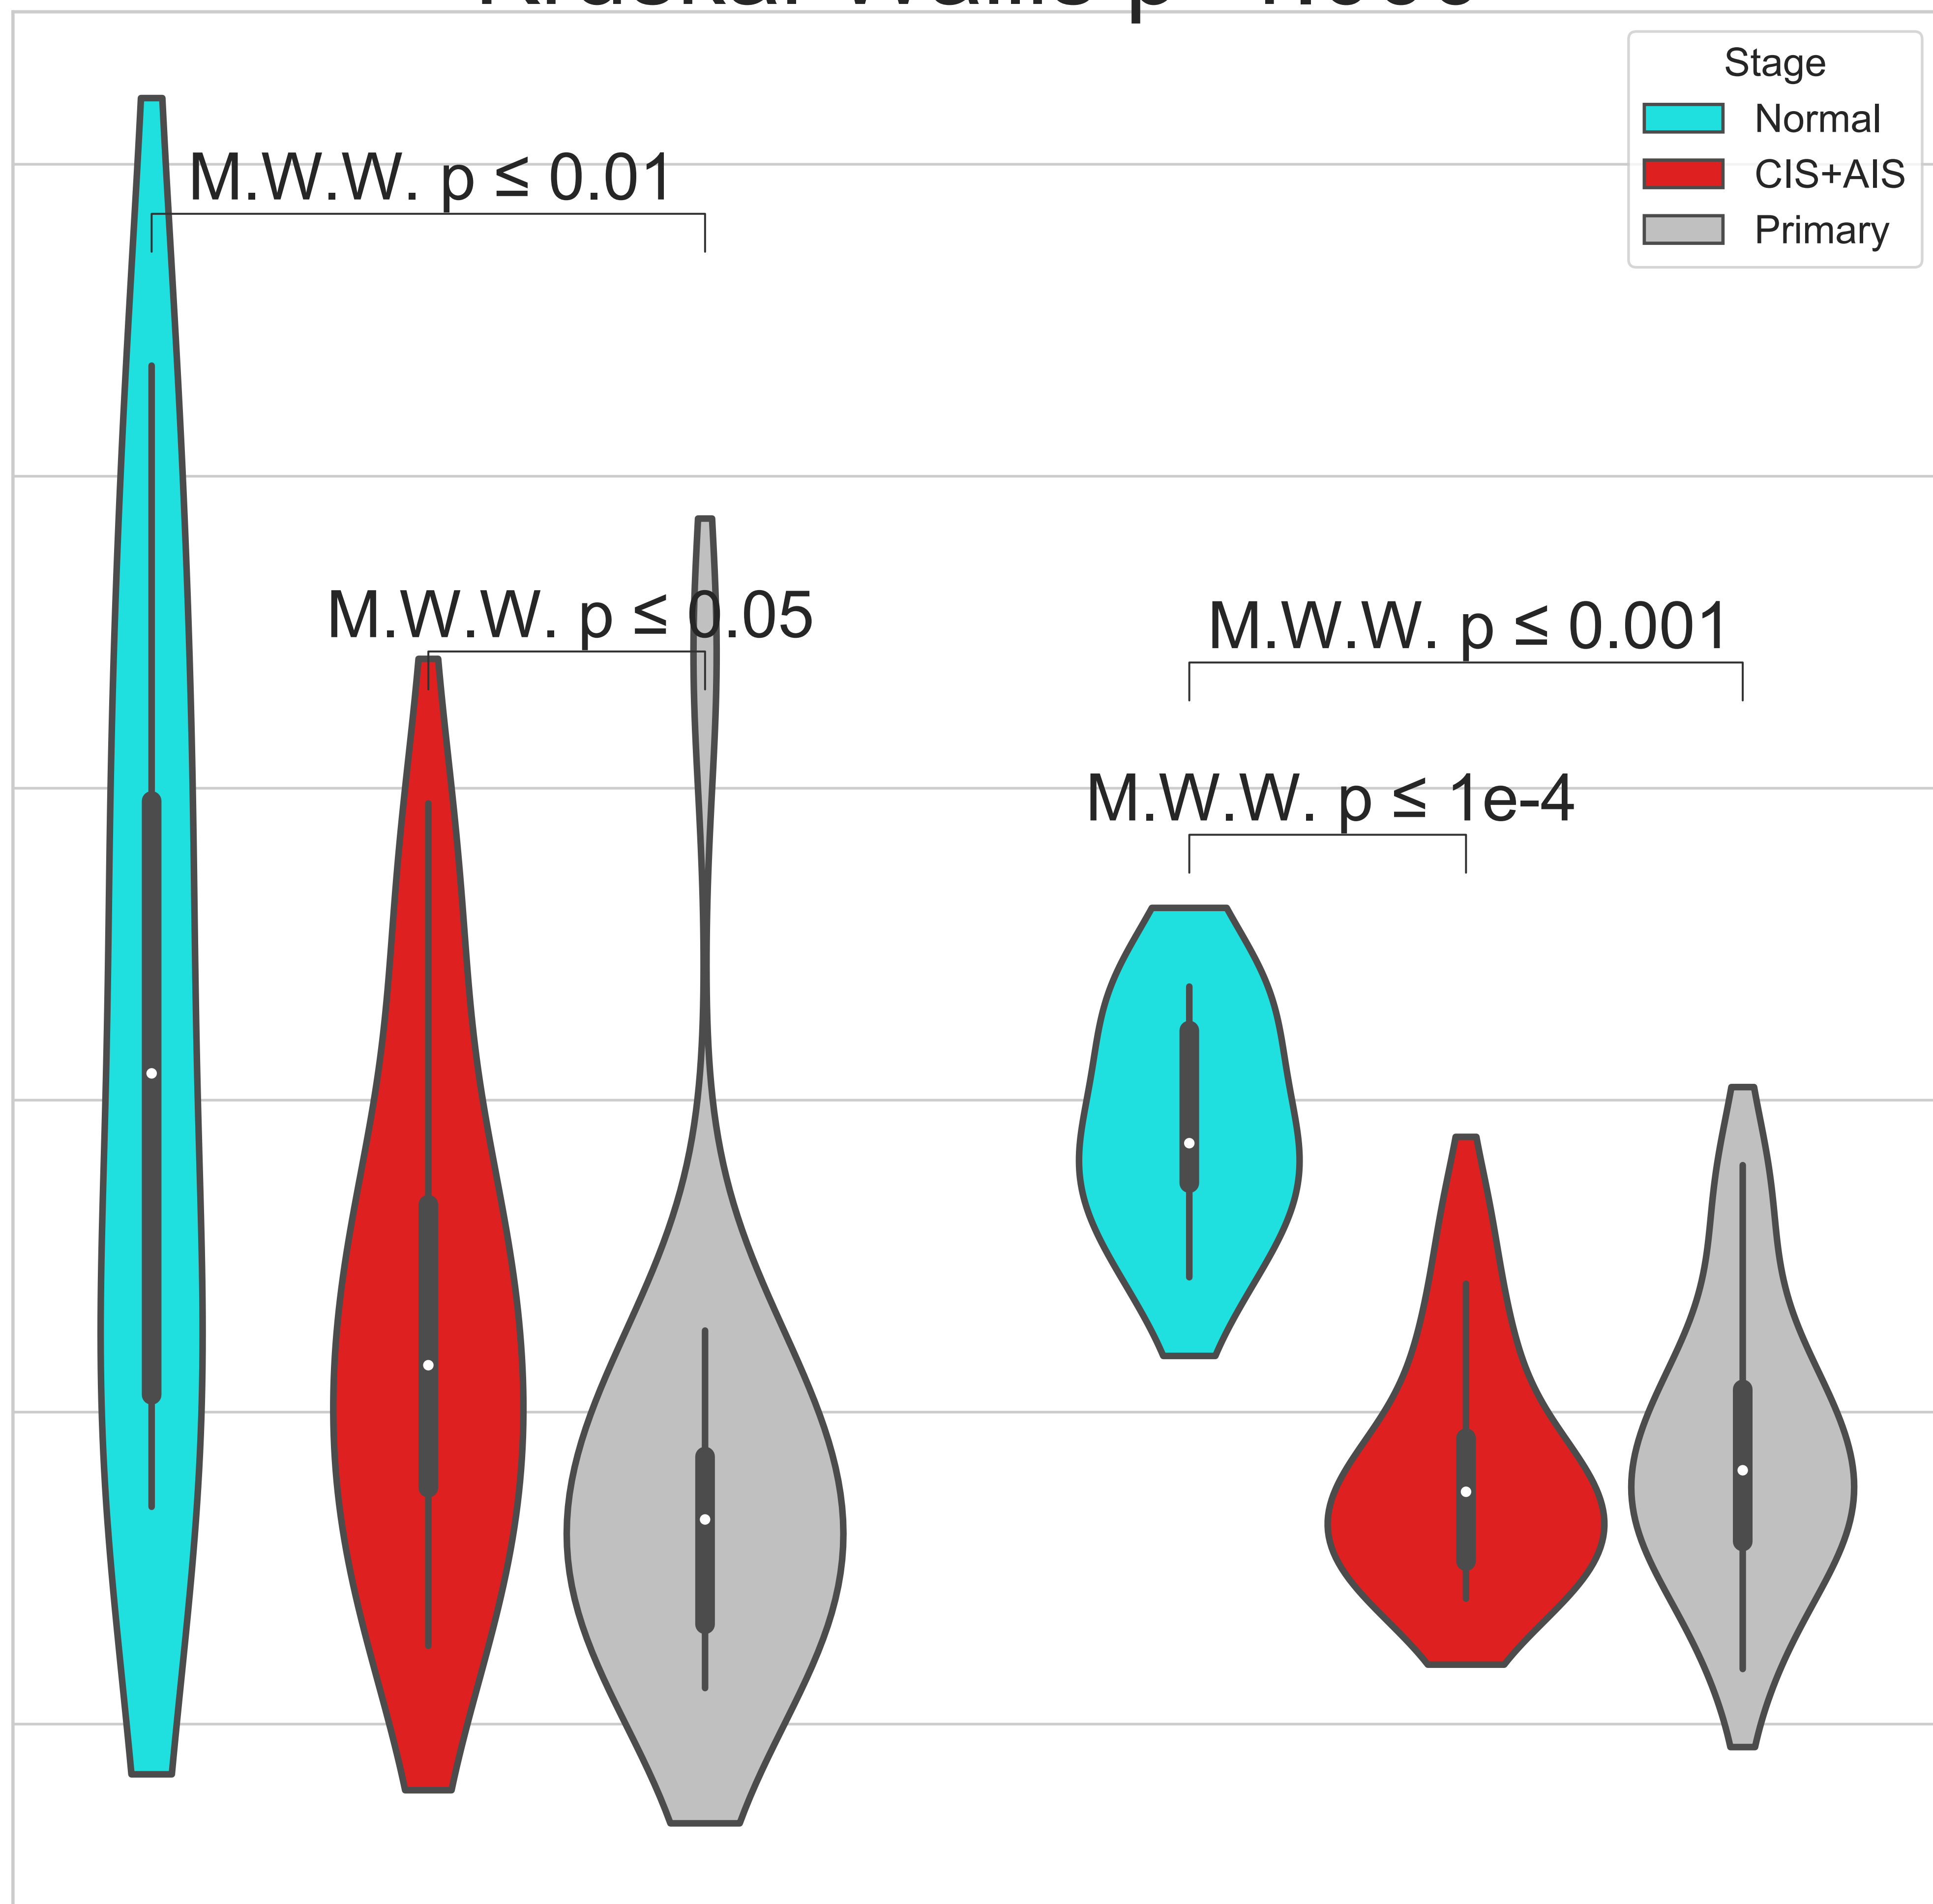 Stage
Normal
CIS+AIS
Primary
M.W.W. p ≤ 0.01
M.W.W. p ≤ 0.05
M.W.W. p ≤ 0.001
M.W.W. p ≤ 1e-4